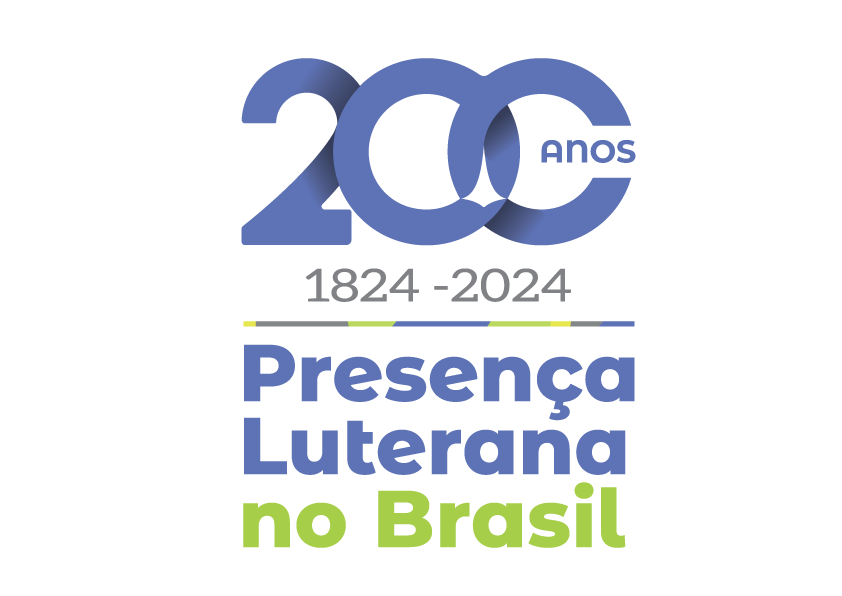 200
ANOS
1824 -2024
Presença
Luterana
no Brasil